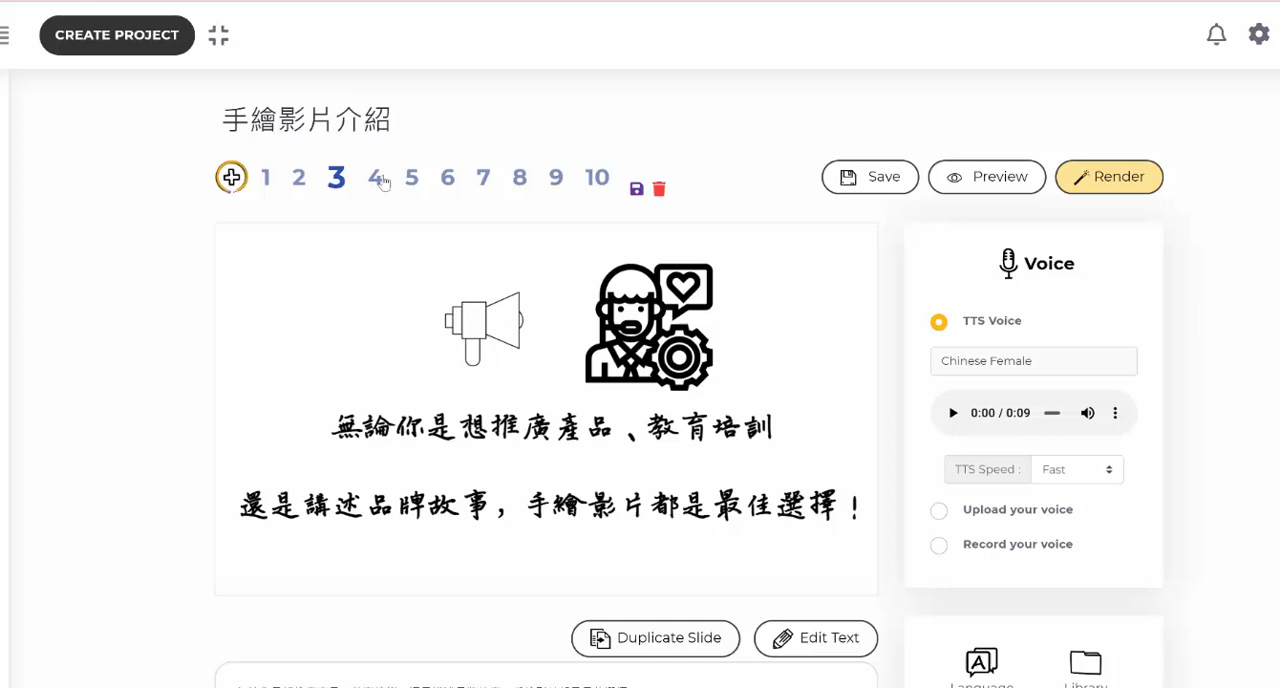 CREATE PROJECT
手繪影片介紹
1 2 3 4 5 6 7 8 9 10
Save
Preview
Render
Voice
TTS Voice
Chinese Female
0:00 / 0:09
TTS Speed : Fast
Upload your voice
Record your voice
無論你是想推廣產品、教育培訓
還是講述品牌故事，手繪影片都是最佳選擇！
Duplicate Slide
Edit Text
Language
Library